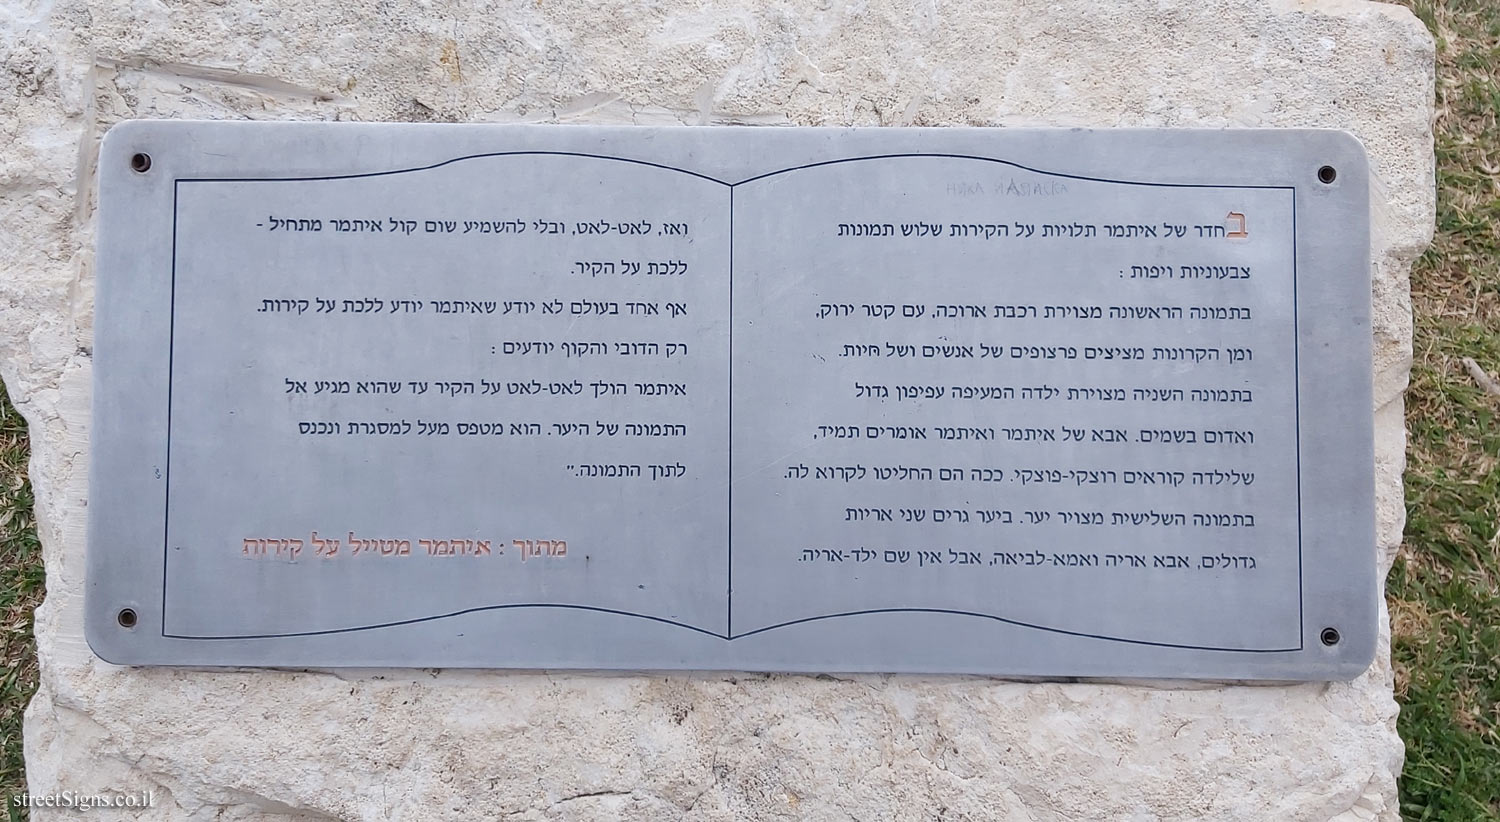 בחדר של איתמר תלויות על הקירות שלוש תמונות
צבעוניות ויפות :
בתמונה הראשונה מצוירת רכבת ארוכה, עם קטר ירוק,
ומן הקרונות מציצים פרצופים של אנשים ושל חיות.
בתמונה השניה מצוירת ילדה המעיפה עפיפון גדול
ואדום בשמים. אבא של איתמר ואיתמר אומרים תמיד,
שלילדה קוראים רוצקי-פוצקי. ככה הם החליטו לקרוא לה.
בתמונה השלישית מצויר יער. ביער גרים שני אריות
גדולים, אבא אריה ואמא-לביאה, אבל אין שם ילד-אריה.
ואז, לאט-לאט, ובלי להשמיע שום קול איתמר מתחיל -
ללכת על הקיר.
אף אחד בעולם לא יודע שאיתמר יודע ללכת על קירות.
רק הדובי והקוף יודעים :
איתמר הולך לאט-לאט על הקיר עד שהוא מגיע אל
התמונה של היער. הוא מטפס מעל למסגרת ונכנס
לתוך התמונה."
מתוך : איתמר מטייל על קירות
streetSigns.co.il